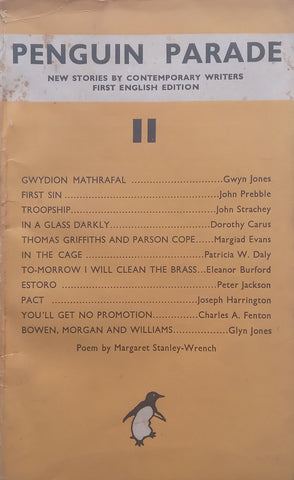 PENGUIN PARADE
NEW STORIES BY CONTEMPORARY WRITERS
FIRST ENGLISH EDITION
II
GWYDION MATHRAFAL ............................Gwyn Jones
FIRST SIN ...........................................John Prebble
TROOPSHIP...........................................John Strachey
IN A GLASS DARKLY...............................Dorothy Carus
THOMAS GRIFFITHS AND PARSON COPE......Margiad Evans
IN THE CAGE ....................................Patricia W. Daly
TO-MORROW I WILL CLEAN THE BRASS...Eleanor Burford
ESTORO ............................................Peter Jackson
PACT ............................................Joseph Harrington
YOU'LL GET NO PROMOTION..............Charles A. Fenton
BOWEN, MORGAN AND WILLIAMS...............Glyn Jones
Poem by Margaret Stanley-Wrench